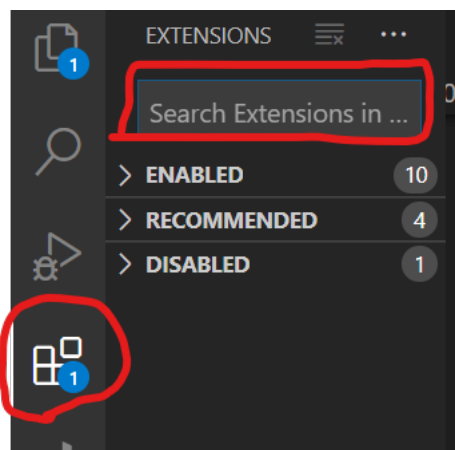 EXTENSIONS
1
Search Extensions in ...
ENABLED 10
RECOMMENDED 4
DISABLED 1
1